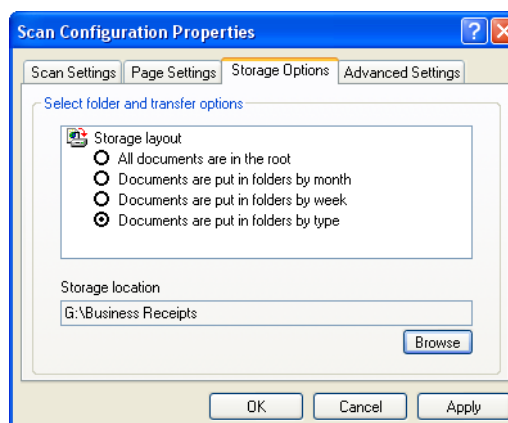 Scan Configuration Properties
Scan Settings Page Settings Storage Options Advanced Settings
Select folder and transfer options
Storage layout
All documents are in the root
Documents are put in folders by month
Documents are put in folders by week
Documents are put in folders by type
Storage location
G:\Business Receipts
Browse
OK Cancel Apply